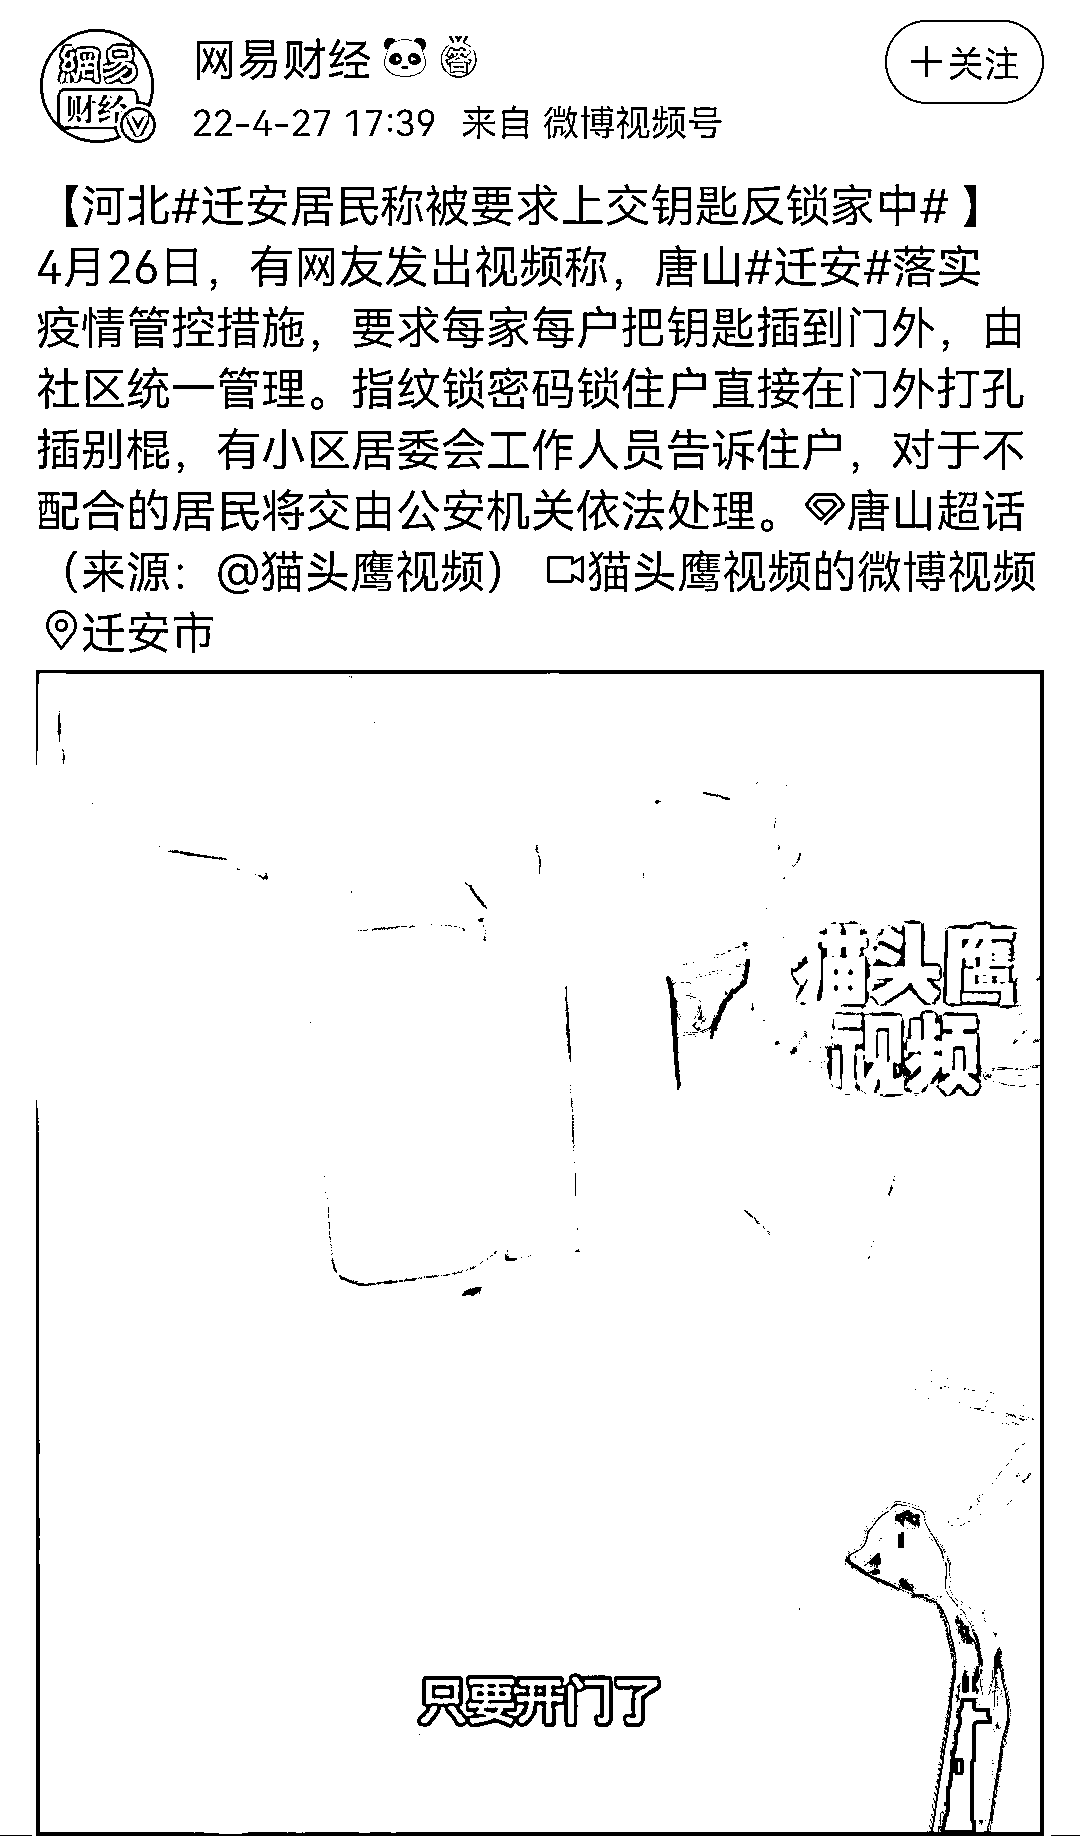 網易
财经
网易财经
22-4-27 17:39 来自 微博视频号
+关注
【河北#迁安居民称被要求上交钥匙反锁家中#】
4月26日，有网友发出视频称，唐山#迁安#落实
疫情管控措施，要求每家每户把钥匙插到门外，由
社区统一管理。指纹锁密码锁住户直接在门外打孔
插别棍，有小区居委会工作人员告诉住户，对于不
配合的居民将交由公安机关依法处理。唐山超话
（来源：@猫头鹰视频） 猫头鹰视频的微博视频
迁安市
猫头鹰
视频
只要开门了